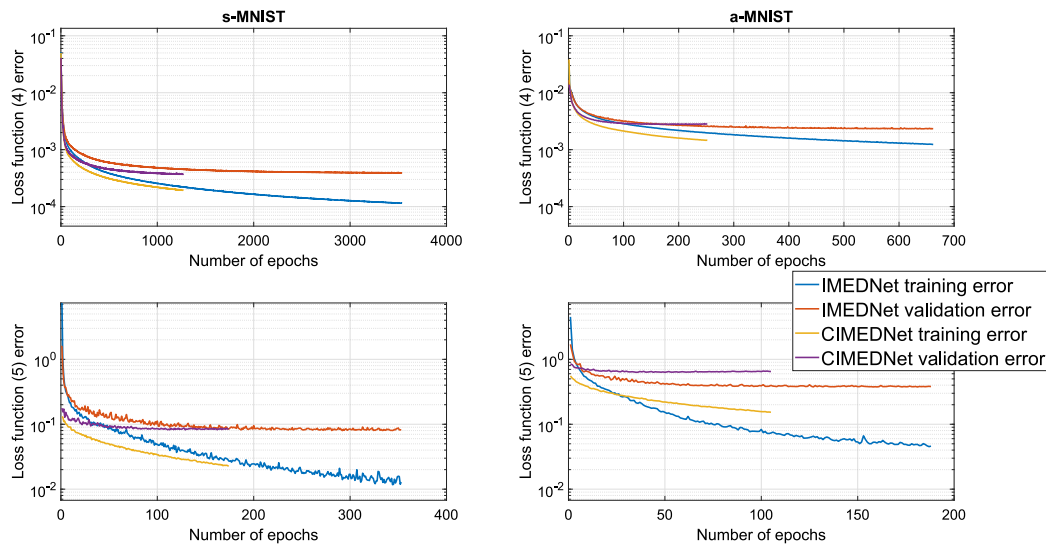 s-MNIST
10^-1
10^-2
10^-3
10^-4
Loss function (4) error
0 1000 2000 3000 4000
Number of epochs
a-MNIST
10^-1
10^-2
10^-3
10^-4
Loss function (4) error
0 100 200 300 400 500 600 700
Number of epochs
10^0
10^-1
10^-2
Loss function (5) error
0 100 200 300 400
Number of epochs
10^0
10^-1
10^-2
Loss function (5) error
0 50 100 150 200
Number of epochs
IMEDNet training error
IMEDNet validation error
CIMEDNet training error
CIMEDNet validation error